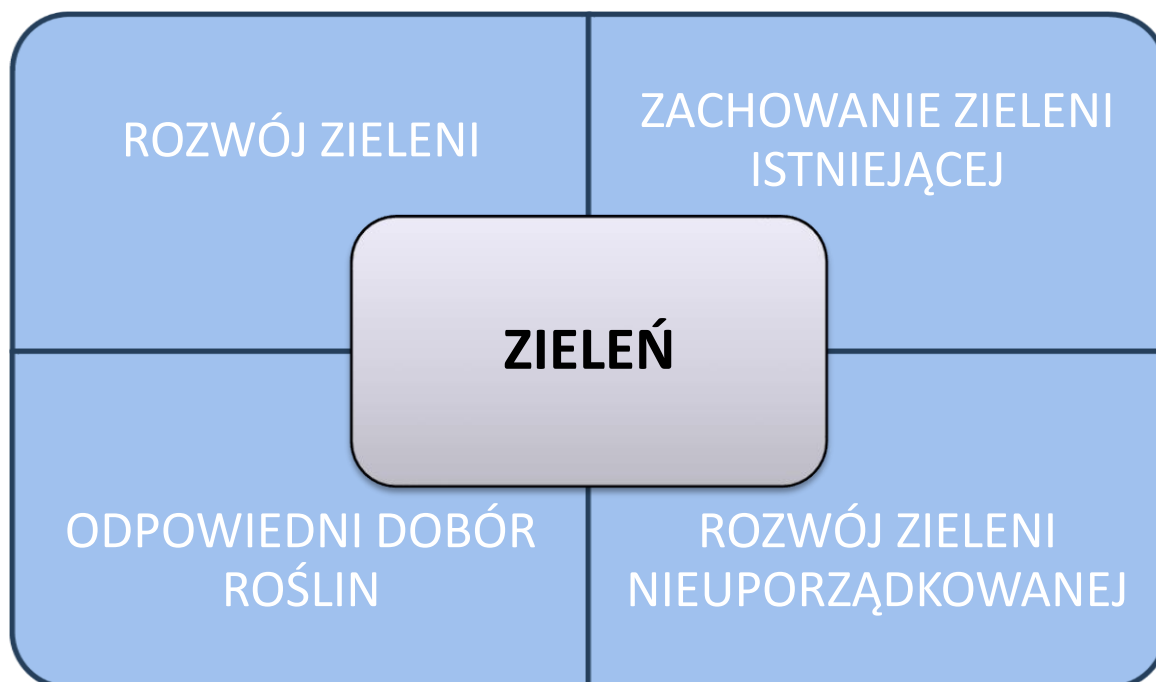 ROZWÓJ ZIELENI
ZACHOWANIE ZIELENI
ISTNIEJĄCEJ
ZIELEŃ
ODPOWIEDNI DOBÓR
ROŚLIN
ROZWÓJ ZIELENI
NIEUPORZĄDKOWANEJ